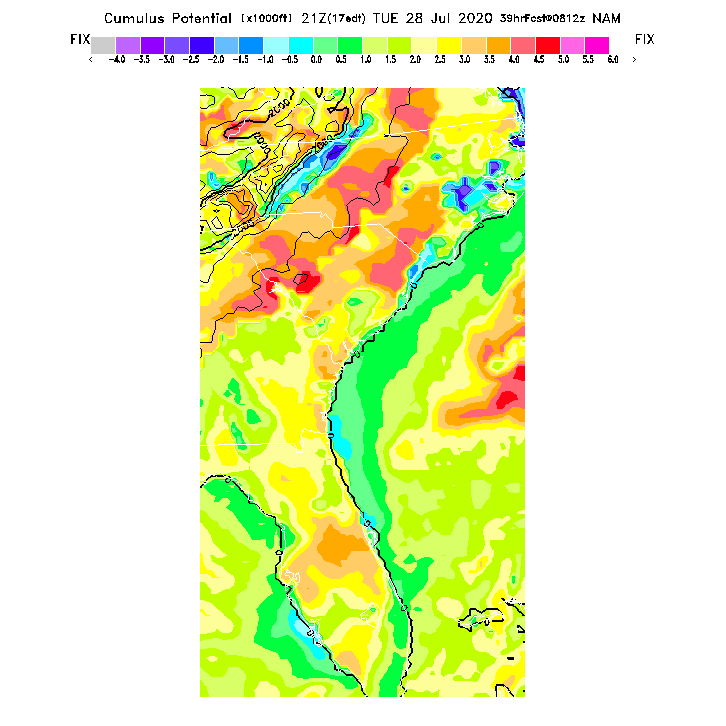 Cumulus Potential [x1000ft] 21Z(17edt) TUE 28 Jul 2020 39hrFcst@0812z NAM
FIX FIX
< -4.0 -3.5 -3.0 -2.5 -2.0 -1.5 -1.0 -0.5 0.0 0.5 1.0 1.5 2.0 2.5 3.0 3.5 4.0 4.5 5.0 5.5 6.0 >
2000
2000